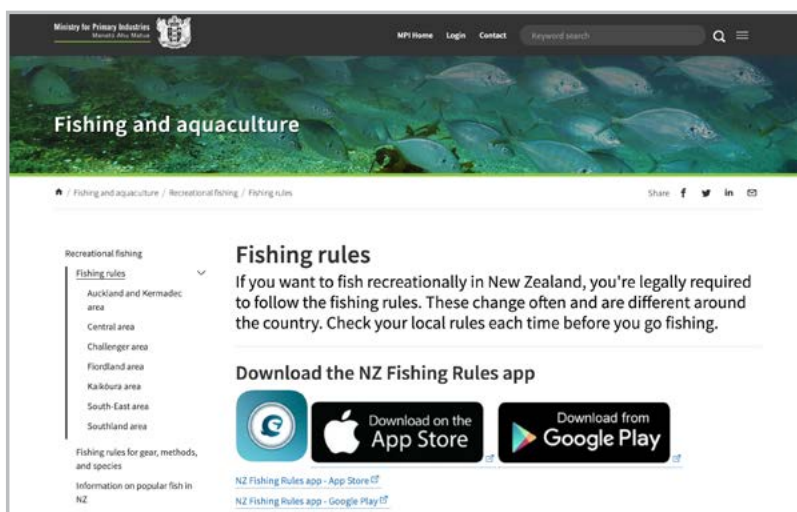 Ministry for Primary Industries
Manatū Ahu Matua
MPI Home Login Contact Keyword search
Fishing and aquaculture
/ Fishing and aquaculture / Recreational fishing / Fishing rules
Share
Recreational fishing
Fishing rules
Auckland and Kermadec
area
Central area
Challenger area
Fiordland area
Kaikōura area
South-East area
Southland area
Fishing rules for gear, methods,
and species
Information on popular fish in
NZ
Fishing rules
If you want to fish recreationally in New Zealand, you're legally required
to follow the fishing rules. These change often and are different around
the country. Check your local rules each time before you go fishing.
Download the NZ Fishing Rules app
Download on the
App Store
Download from
Google Play
NZ Fishing Rules app - App Store
NZ Fishing Rules app - Google Play